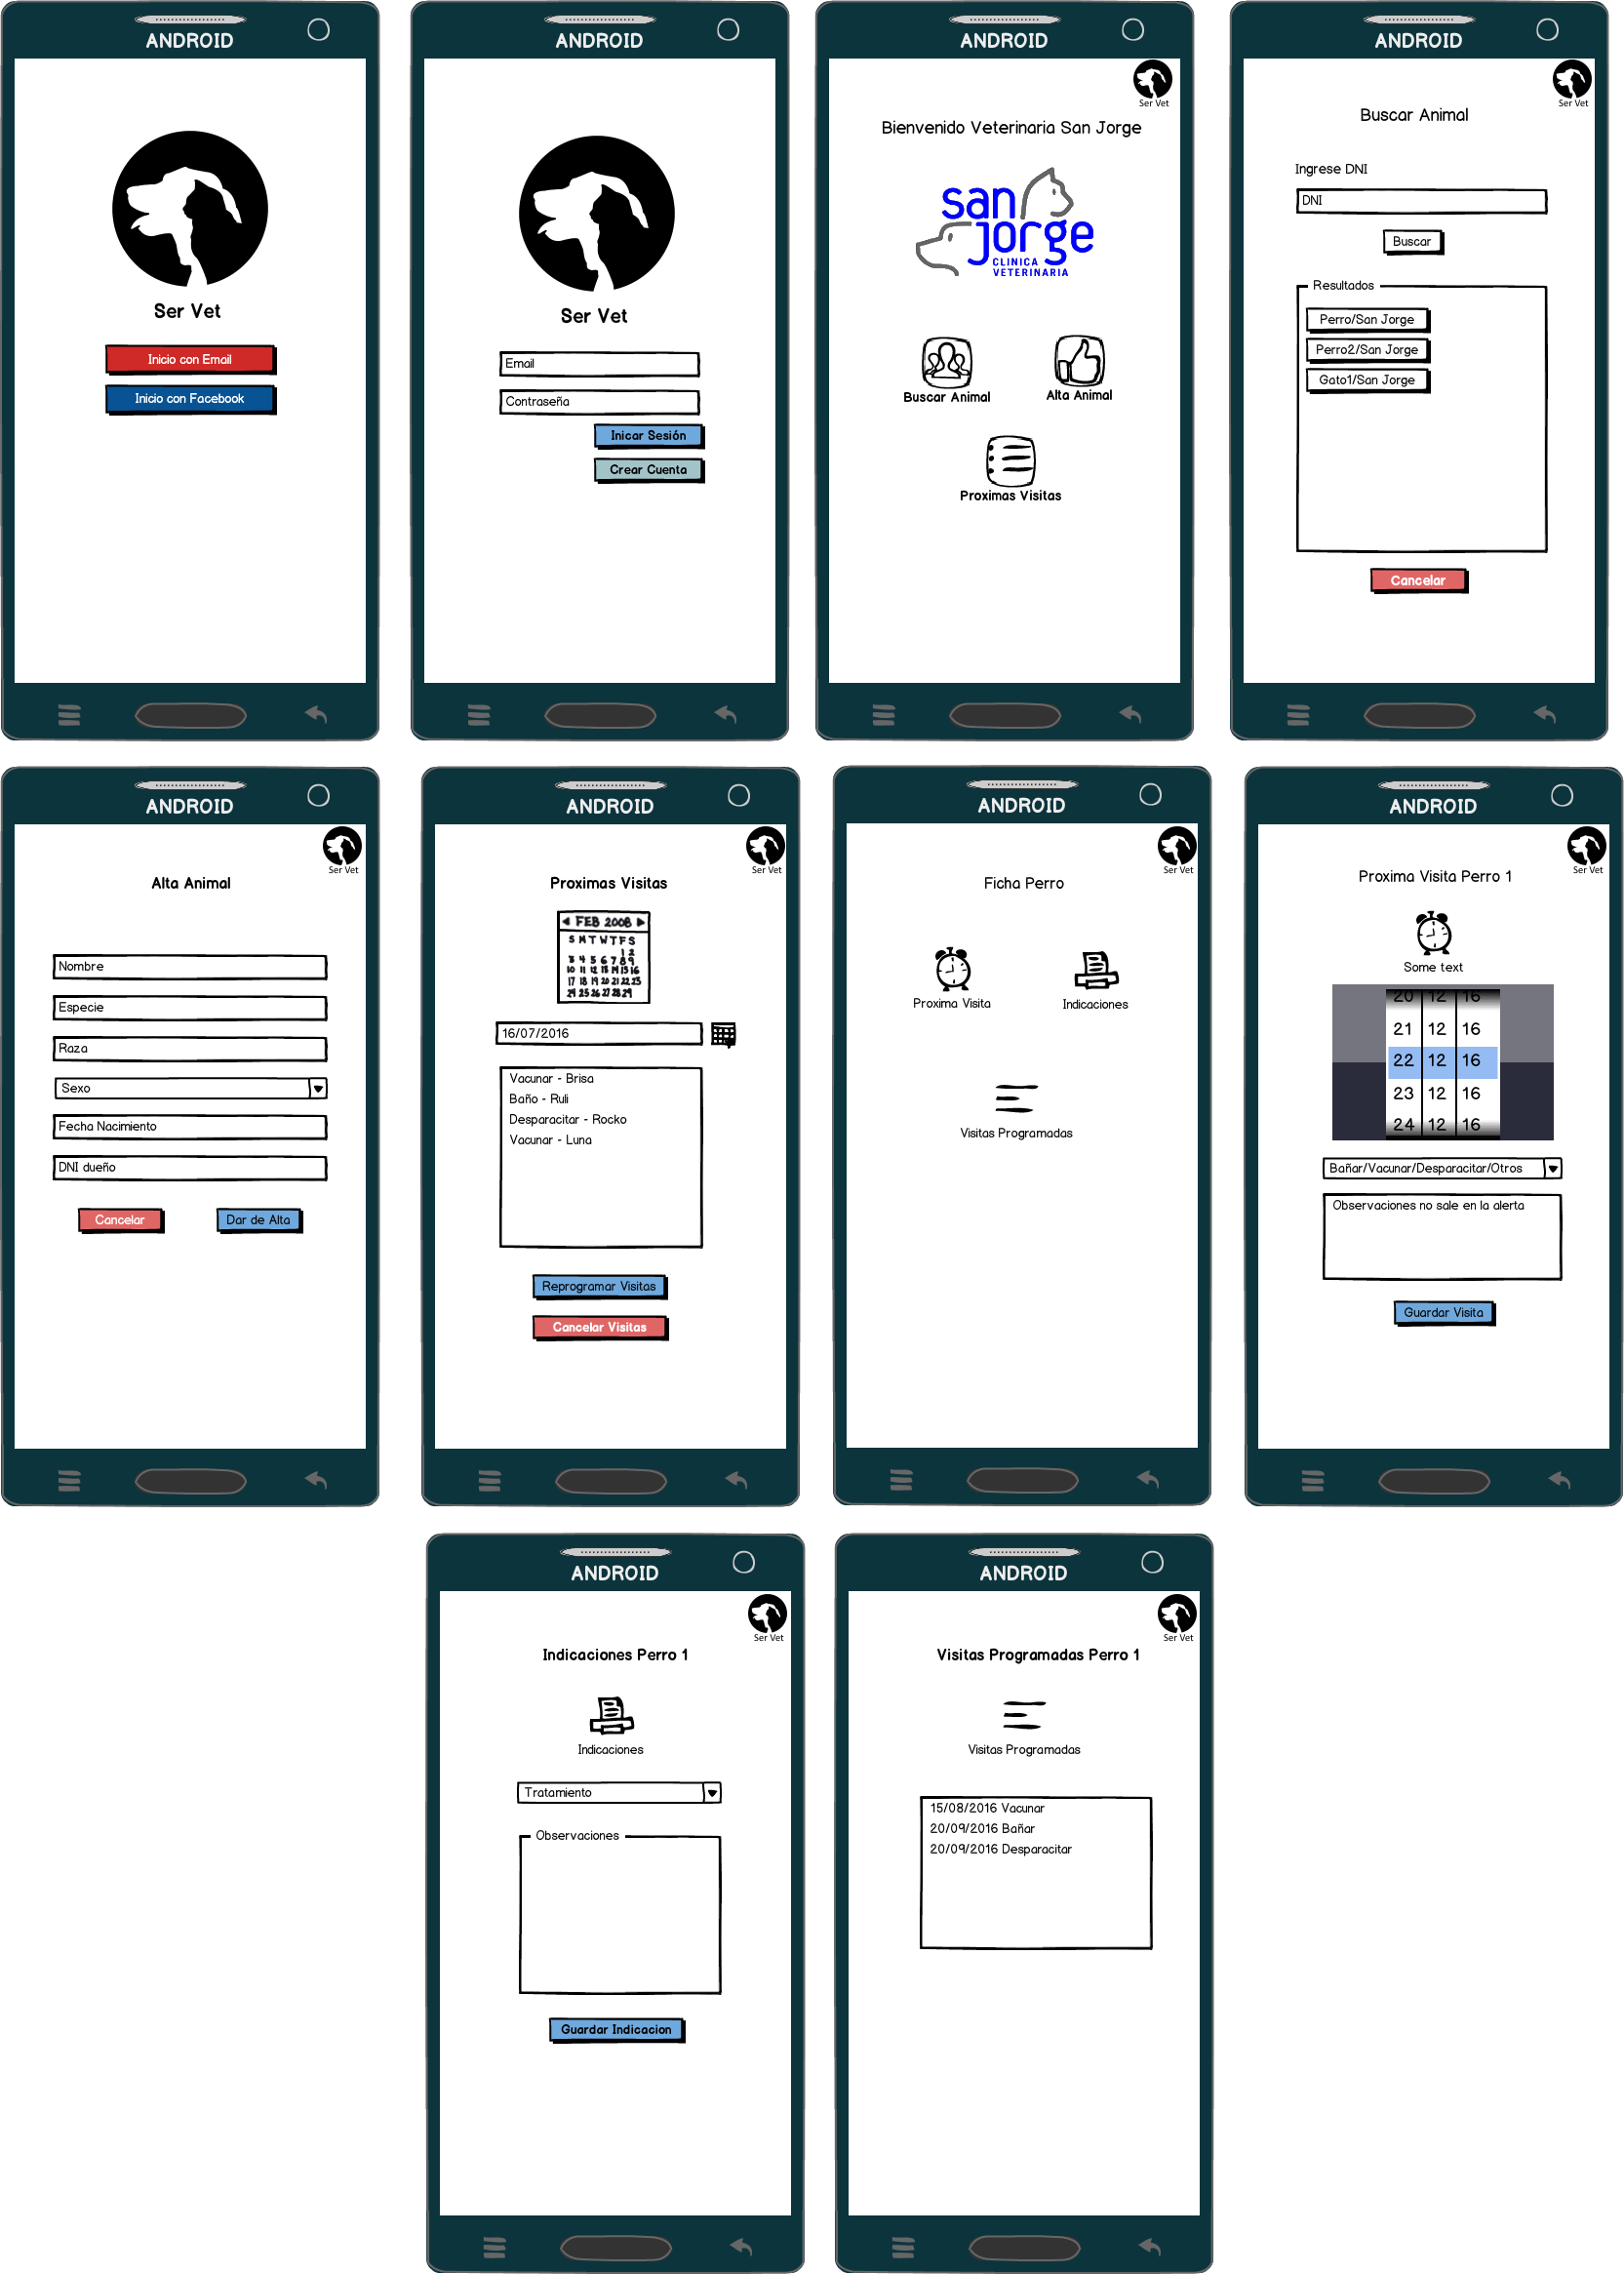 ANDROID
Ser Vet
Inicio con Email
Inicio con Facebook
ANDROID
Ser Vet
Email
Contraseña
Inicar Sesión
Crear Cuenta
ANDROID
Ser Vet
Bienvenido Veterinaria San Jorge
san
jorge
CLINICA
VETERINARIA
Buscar Animal
Alta Animal
Proximas Visitas
ANDROID
Ser Vet
Buscar Animal
Ingrese DNI
DNI
Buscar
Resultados
Perro/San Jorge
Perro2/San Jorge
Gato1/San Jorge
Cancelar
ANDROID
Ser Vet
Alta Animal
Nombre
Especie
Raza
Sexo
Fecha Nacimiento
DNI dueño
Cancelar
Dar de Alta
ANDROID
Ser Vet
Proximas Visitas
FEB 2008
S M T W T F S
1 2
3 4 5 6 7 8 9
10 11 12 13 14 15 16
17 18 19 20 21 22 23
24 25 26 27 28 29
16/07/2016
Vacunar - Brisa
Baño - Ruli
Desparacitar - Rocko
Vacunar - Luna
Reprogramar Visitas
Cancelar Visitas
ANDROID
Ser Vet
Ficha Perro
Proxima Visita
Indicaciones
Visitas Programadas
ANDROID
Ser Vet
Proxima Visita Perro 1
Some text
20 12 16
21 12 16
22 12 16
23 12 16
24 12 16
Bañar/Vacunar/Desparacitar/Otros
Observaciones no sale en la alerta
Guardar Visita
ANDROID
Ser Vet
Indicaciones Perro 1
Indicaciones
Tratamiento
Observaciones
Guardar Indicacion
ANDROID
Ser Vet
Visitas Programadas Perro 1
Visitas Programadas
15/08/2016 Vacunar
20/09/2016 Bañar
20/09/2016 Desparacitar